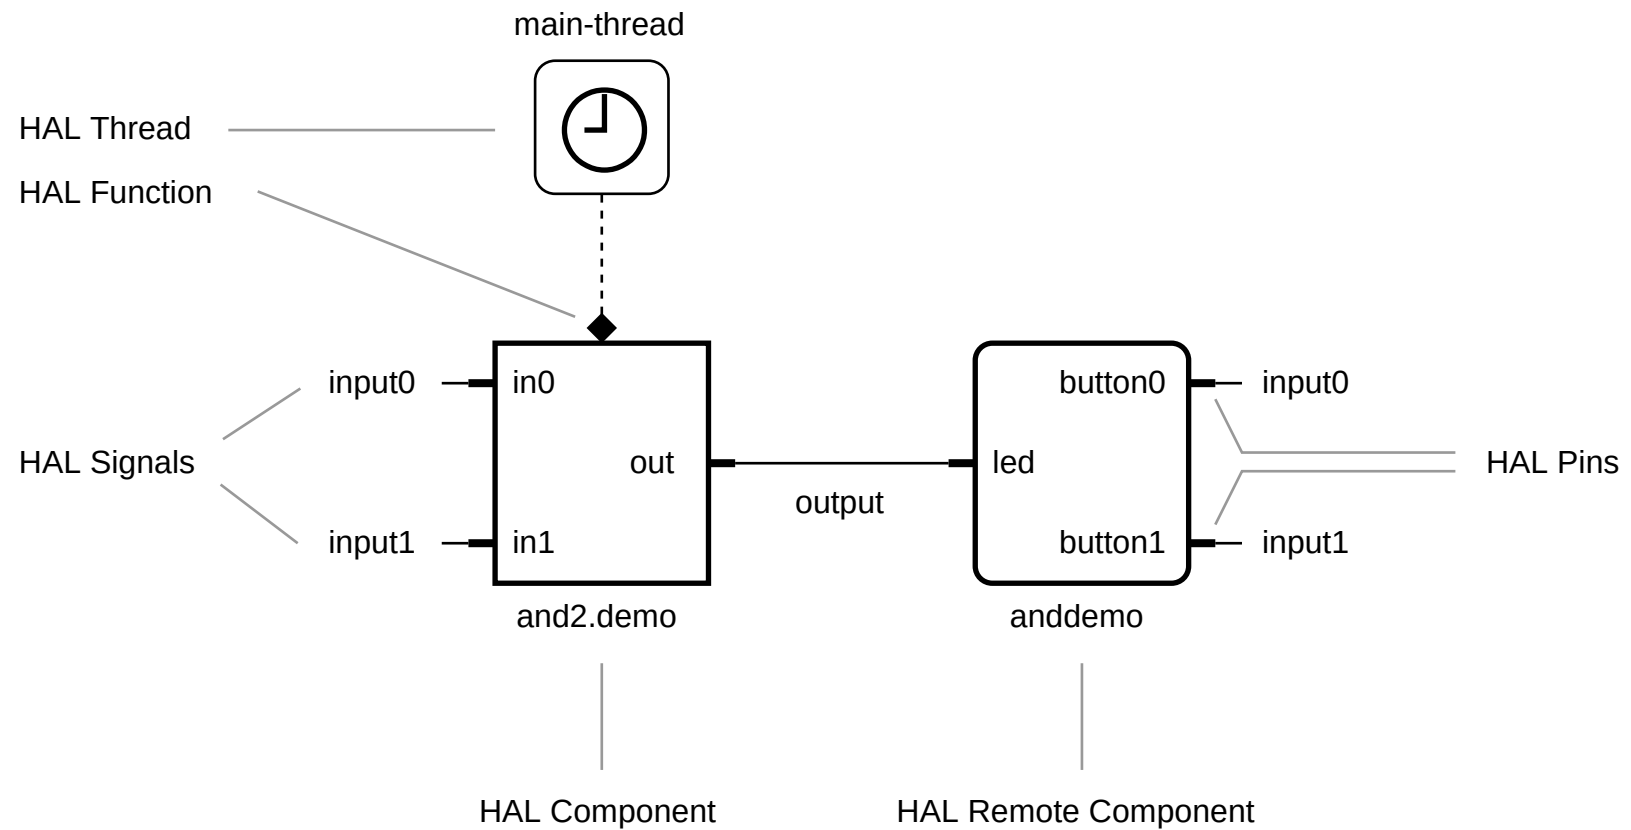 main-thread
HAL Thread
HAL Function
input0
in0
button0
input0
HAL Signals
out
led
HAL Pins
output
input1
in1
button1
input1
and2.demo
anddemo
HAL Component
HAL Remote Component